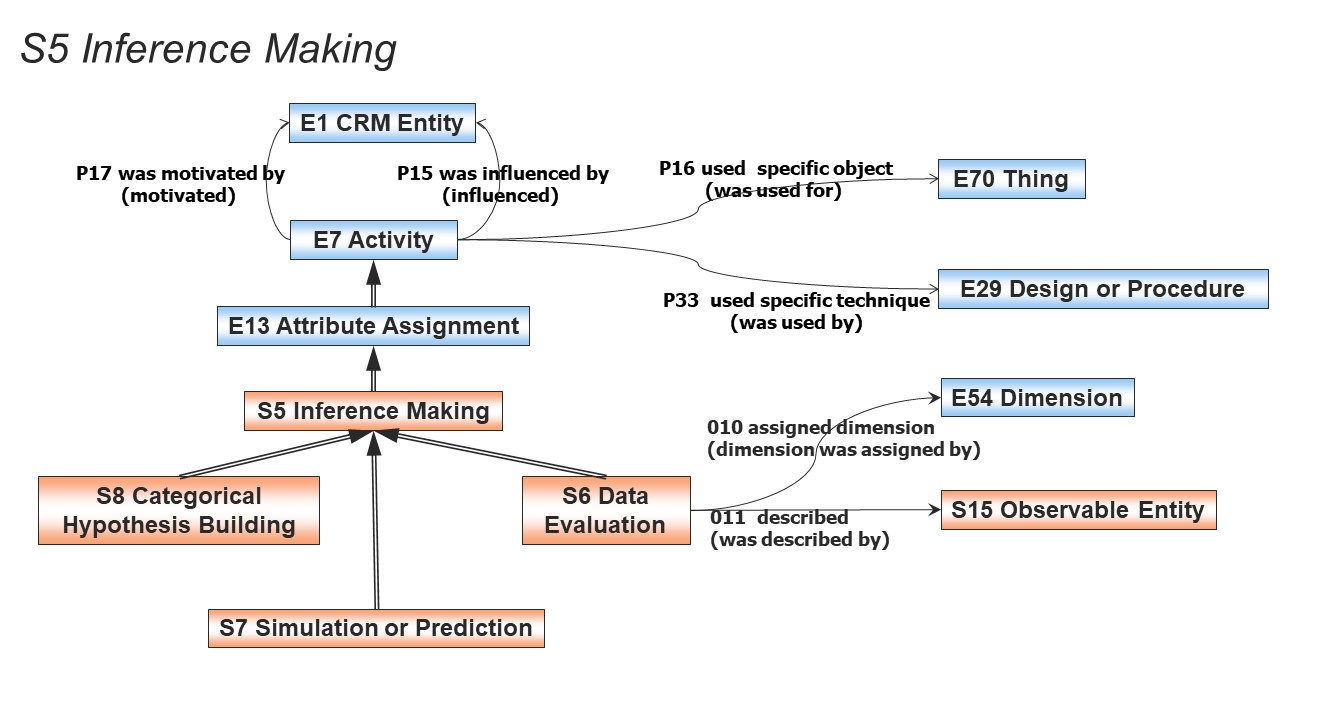 S5 Inference Making
E1 CRM Entity
P17 was motivated by
(motivated)
P15 was influenced by
(influenced)
P16 used  specific object
(was used for)
E70 Thing
E7 Activity
E29 Design or Procedure
P33  used specific technique
(was used by)
E13 Attribute Assignment
E54 Dimension
S5 Inference Making
010 assigned dimension
(dimension was assigned by)
S8 Categorical
Hypothesis Building
S6 Data
Evaluation
S15 Observable Entity
011  described
(was described by)
S7 Simulation or Prediction